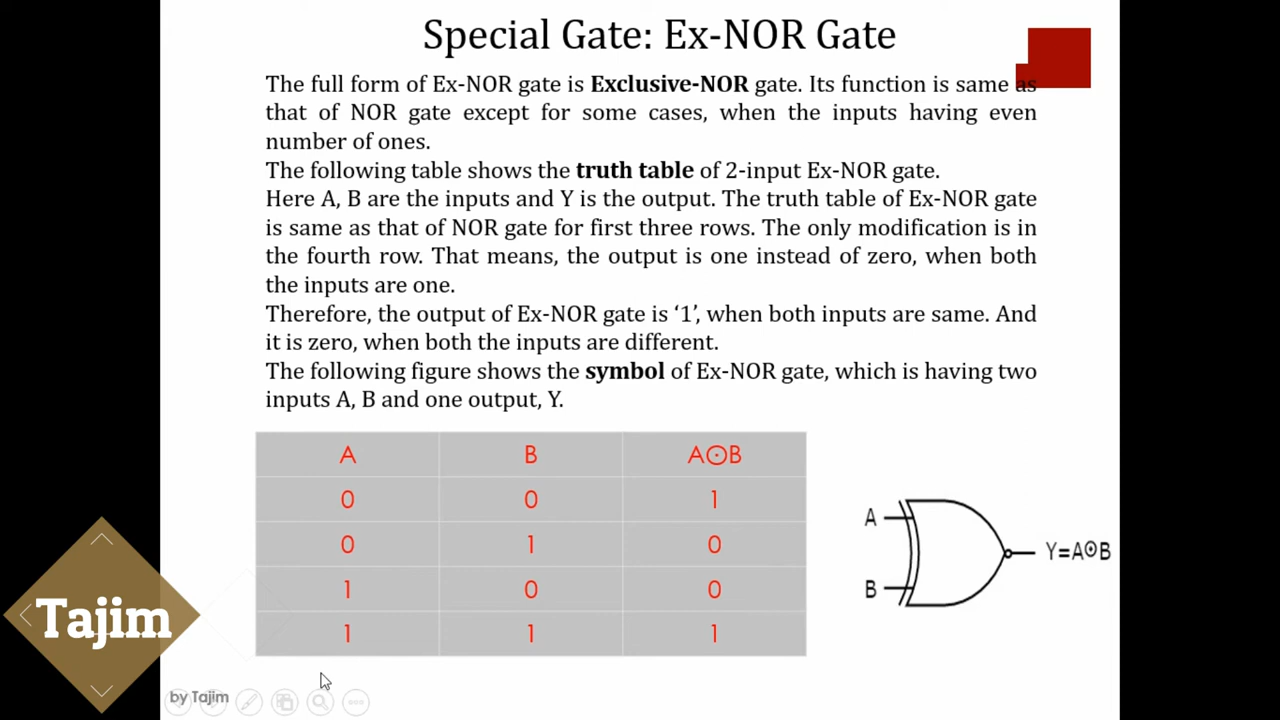 Special Gate: Ex-NOR Gate
The full form of Ex-NOR gate is Exclusive-NOR gate. Its function is same as
that of NOR gate except for some cases, when the inputs having even
number of ones.
The following table shows the truth table of 2-input Ex-NOR gate.
Here A, B are the inputs and Y is the output. The truth table of Ex-NOR gate
is same as that of NOR gate for first three rows. The only modification is in
the fourth row. That means, the output is one instead of zero, when both
the inputs are one.
Therefore, the output of Ex-NOR gate is ‘1’, when both inputs are same. And
it is zero, when both the inputs are different.
The following figure shows the symbol of Ex-NOR gate, which is having two
inputs A, B and one output, Y.
A B A⊙B
0 0 1
0 1 0
1 0 0
1 1 1
A
B
Y=A⊙B
Tajim
by Tajim